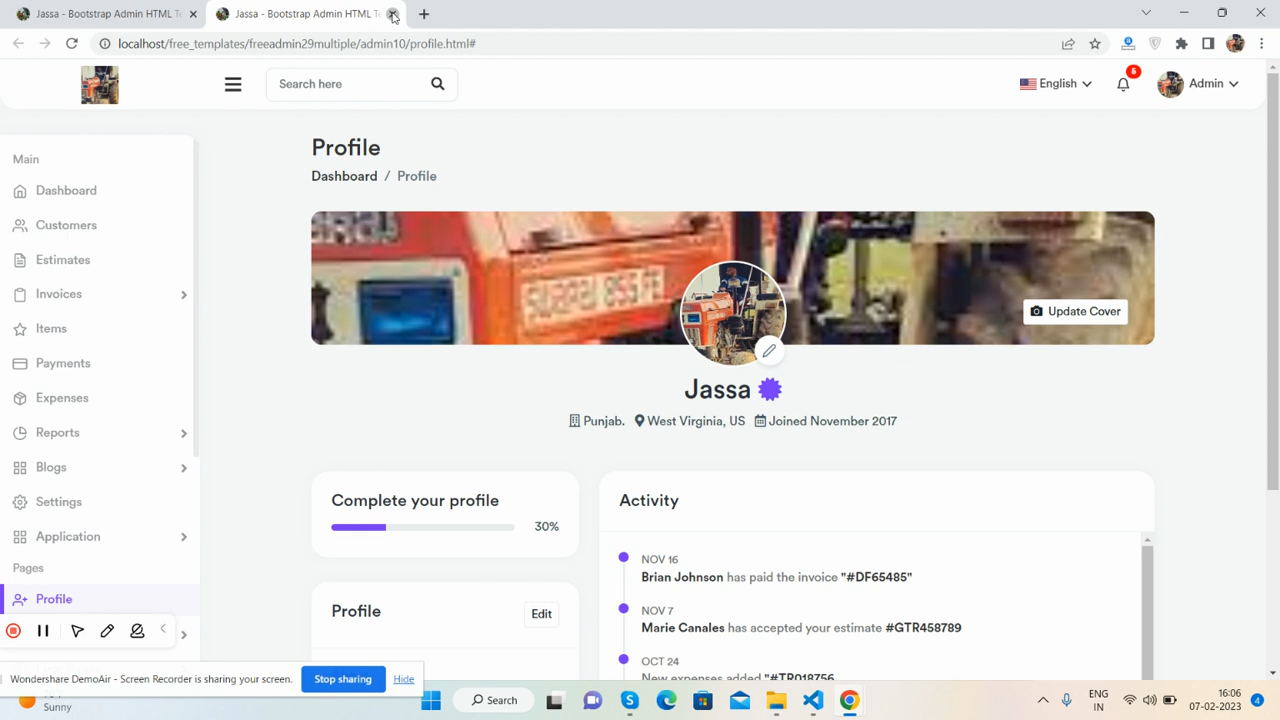 Jassa - Bootstrap Admin HTML Te
Jassa - Bootstrap Admin HTML Te
localhost/free_templates/freeadmin29multiple/admin10/profile.html#
Search here
English
6
Admin
Main
Dashboard
Customers
Estimates
Invoices
Items
Payments
Expenses
Reports
Blogs
Settings
Application
Pages
Profile
Profile
Dashboard / Profile
Update Cover
Jassa
Punjab. West Virginia, US Joined November 2017
Complete your profile
30%
Profile
Edit
Activity
NOV 16
Brian Johnson has paid the invoice "#DF65485"
NOV 7
Marie Canales has accepted your estimate #GTR458789
OCT 24
New expenses added "#TR018756
Wondershare DemoAir - Screen Recorder is sharing your screen.
Stop sharing
Hide
Sunny
Search
ENG
IN
16:06
07-02-2023
4